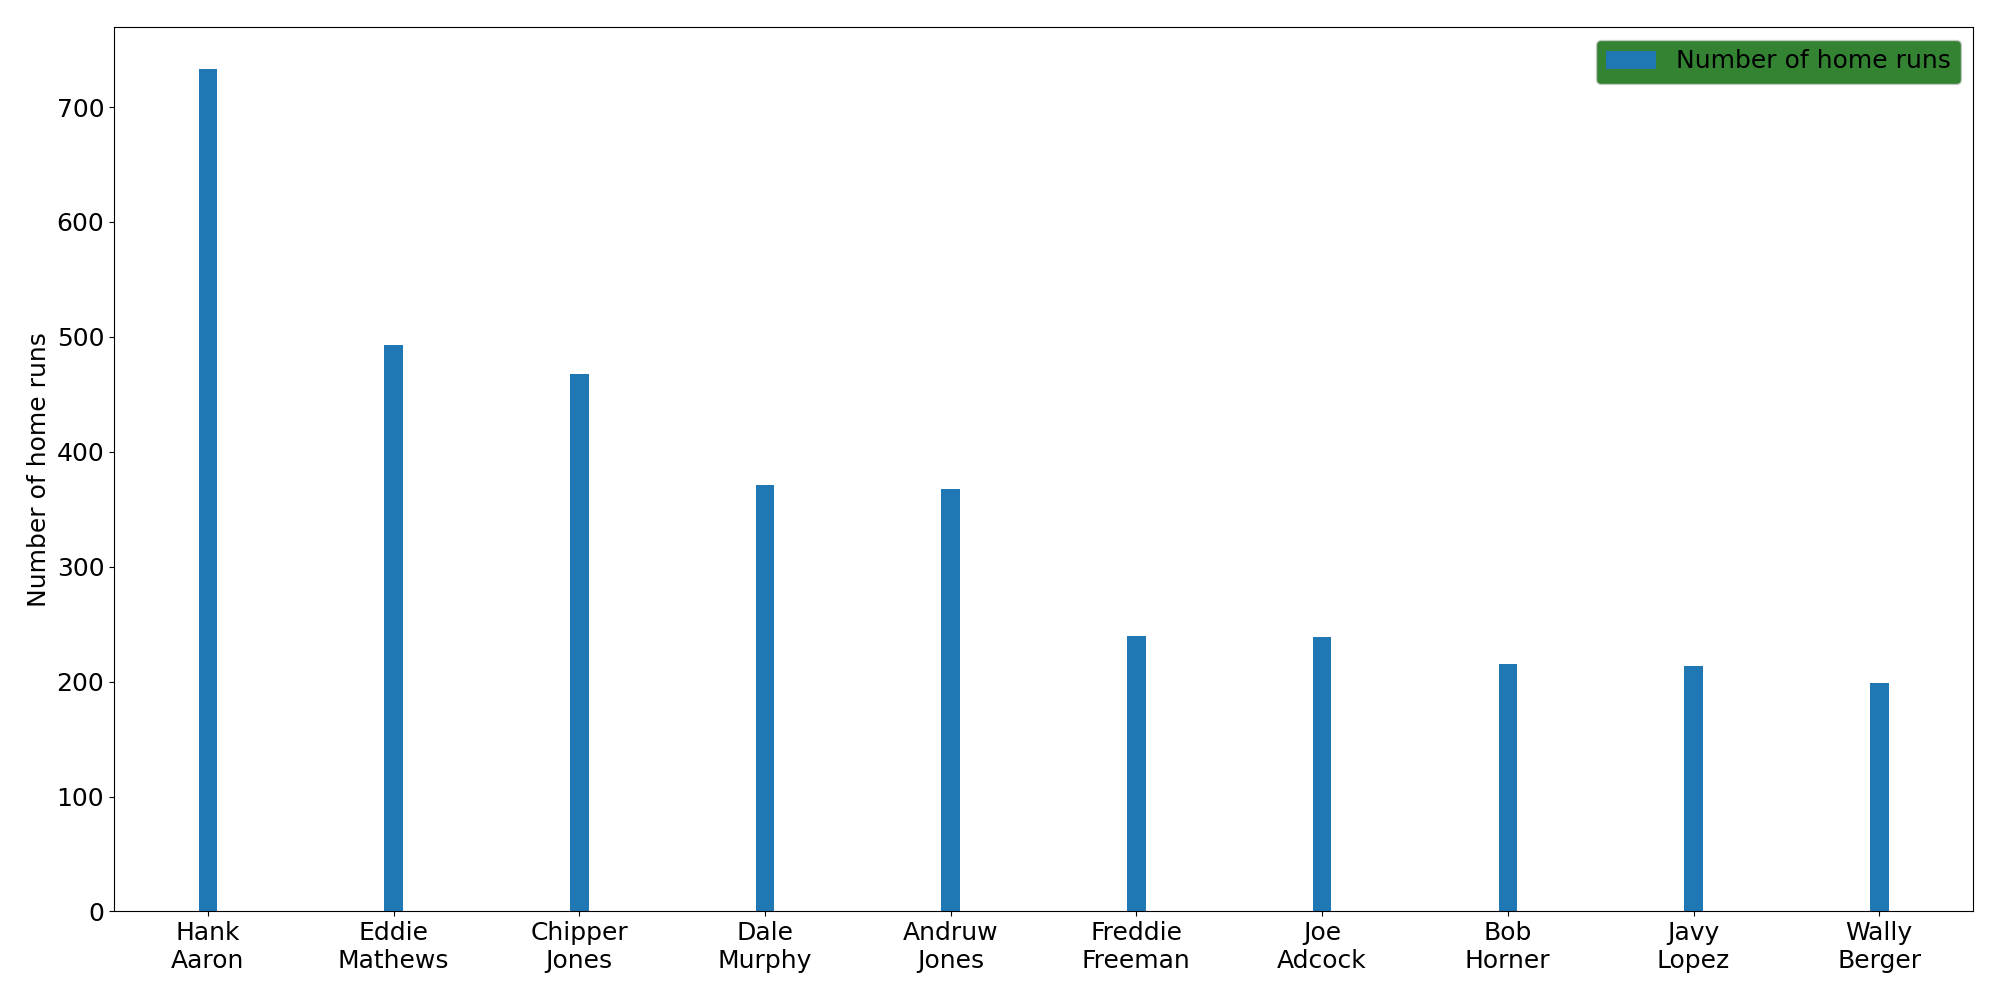 Number of home runs
Number of home runs
700
600
500
400
300
200
100
0
Hank
Aaron
Eddie
Mathews
Chipper
Jones
Dale
Murphy
Andruw
Jones
Freddie
Freeman
Joe
Adcock
Bob
Horner
Javy
Lopez
Wally
Berger